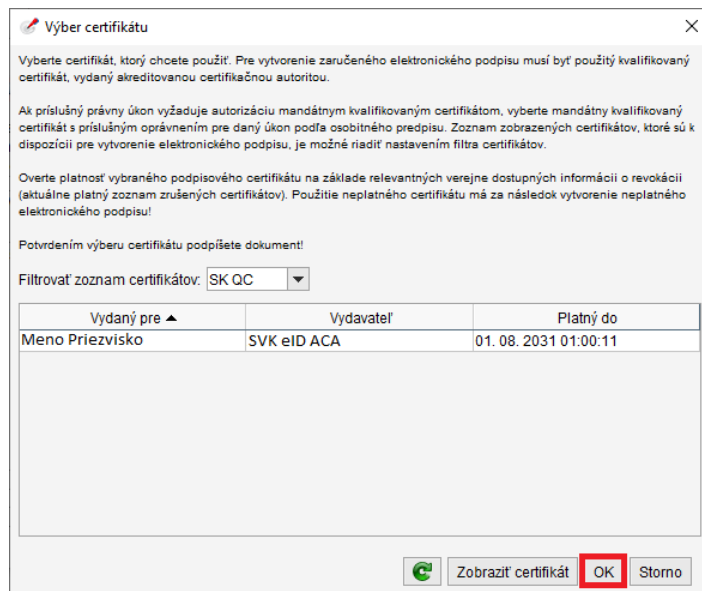 Výber certifikátu
Vyberte certifikát, ktorý chcete použiť. Pre vytvorenie zaručeného elektronického podpisu musí byť použitý kvalifikovaný
certifikát, vydaný akreditovanou certifikačnou autoritou.
Ak príslušný právny úkon vyžaduje autorizáciu mandátnym kvalifikovaným certifikátom, vyberte mandátny kvalifikovaný
certifikát s príslušným oprávnením pre daný úkon podľa osobitného predpisu. Zoznam zobrazených certifikátov, ktoré sú k
dispozícii pre vytvorenie elektronického podpisu, je možné riadiť nastavením filtra certifikátov.
Overte platnosť vybraného podpisového certifikátu na základe relevantných verejne dostupných informácii o revokácii
(aktuálne platný zoznam zrušených certifikátov). Použitie neplatného certifikátu má za následok vytvorenie neplatného
elektronického podpisu!
Potvrdením výberu certifikátu podpíšete dokument!
Filtrovať zoznam certifikátov: SK QC
Vydaný pre Vydavateľ Platný do
Meno Priezvisko SVK eID ACA 01. 08. 2031 01:00:11
Zobraziť certifikát OK Storno